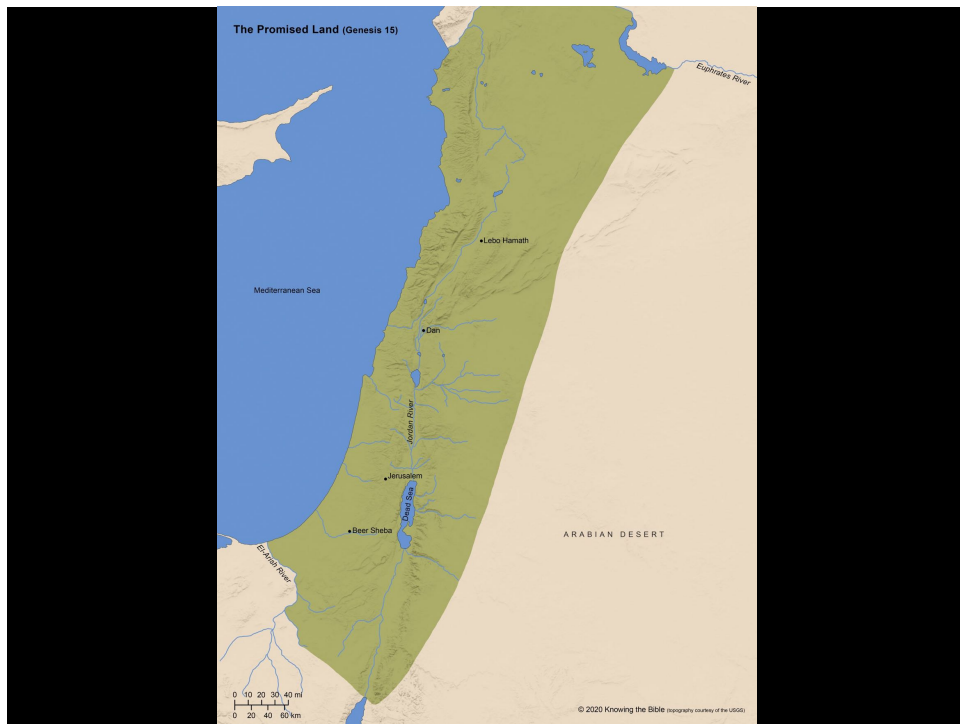 The Promised Land (Genesis 15)
Euphrates River
Lebo Hamath
Mediterranean Sea
Dan
Jordan River
Jerusalem
Dead Sea
Beer Sheba
ARABIAN DESERT
El-Arish River
0 10 20 30 40 mi
0 20 40 60 km
© 2020 Knowing the Bible (topography courtesy of the USGS)